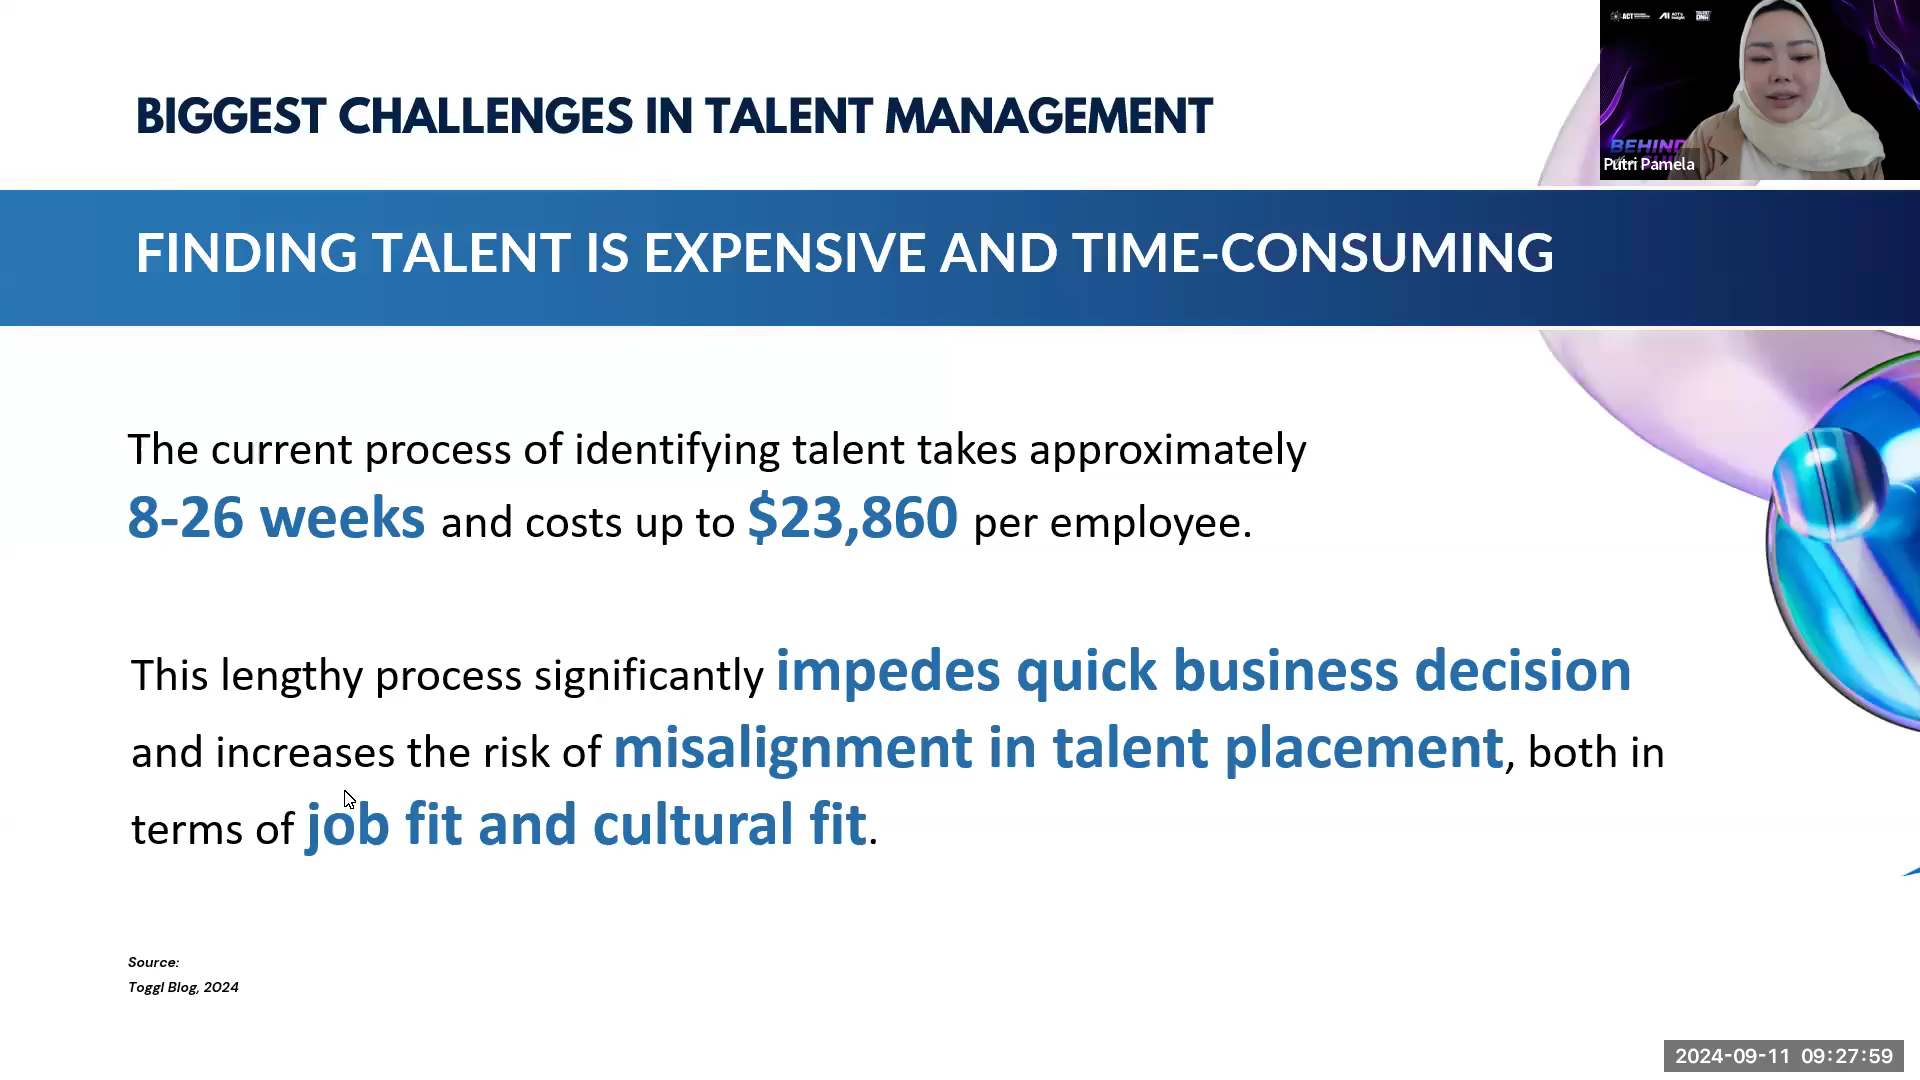 BIGGEST CHALLENGES IN TALENT MANAGEMENT
ACT
BEHIND
Putri Pamela
FINDING TALENT IS EXPENSIVE AND TIME-CONSUMING
The current process of identifying talent takes approximately
8-26 weeks and costs up to $23,860 per employee.
This lengthy process significantly impedes quick business decision
and increases the risk of misalignment in talent placement, both in
terms of job fit and cultural fit.
Source:
Toggl Blog, 2024
2024-09-11 09:27:59